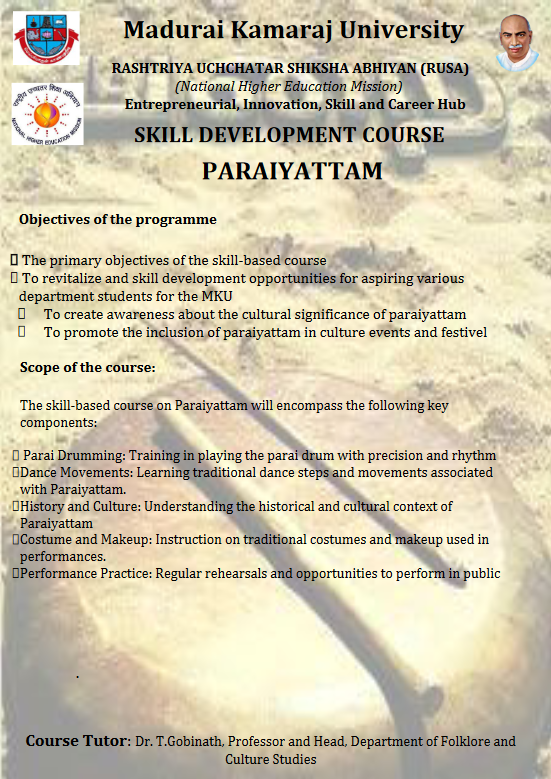 Madurai Kamaraj University
RASHTRIYA UCHCHATAR SHIKSHA ABHIYAN (RUSA)
(National Higher Education Mission)
Entrepreneurial, Innovation, Skill and Career Hub
SKILL DEVELOPMENT COURSE
PARAIYATTAM
राष्ट्रीय उच्चतर शिक्षा अभियान
NATIONAL HIGHER EDUCATION MISSION
Objectives of the programme
▯ The primary objectives of the skill-based course
▯ To revitalize and skill development opportunities for aspiring various
department students for the MKU
▯ To create awareness about the cultural significance of paraiyattam
▯ To promote the inclusion of paraiyattam in culture events and festivel
Scope of the course:
The skill-based course on Paraiyattam will encompass the following key
components:
▯ Parai Drumming: Training in playing the parai drum with precision and rhythm
▯Dance Movements: Learning traditional dance steps and movements associated
with Paraiyattam.
▯History and Culture: Understanding the historical and cultural context of
Paraiyattam
▯Costume and Makeup: Instruction on traditional costumes and makeup used in
performances.
▯Performance Practice: Regular rehearsals and opportunities to perform in public
.
Course Tutor: Dr. T.Gobinath, Professor and Head, Department of Folklore and
Culture Studies